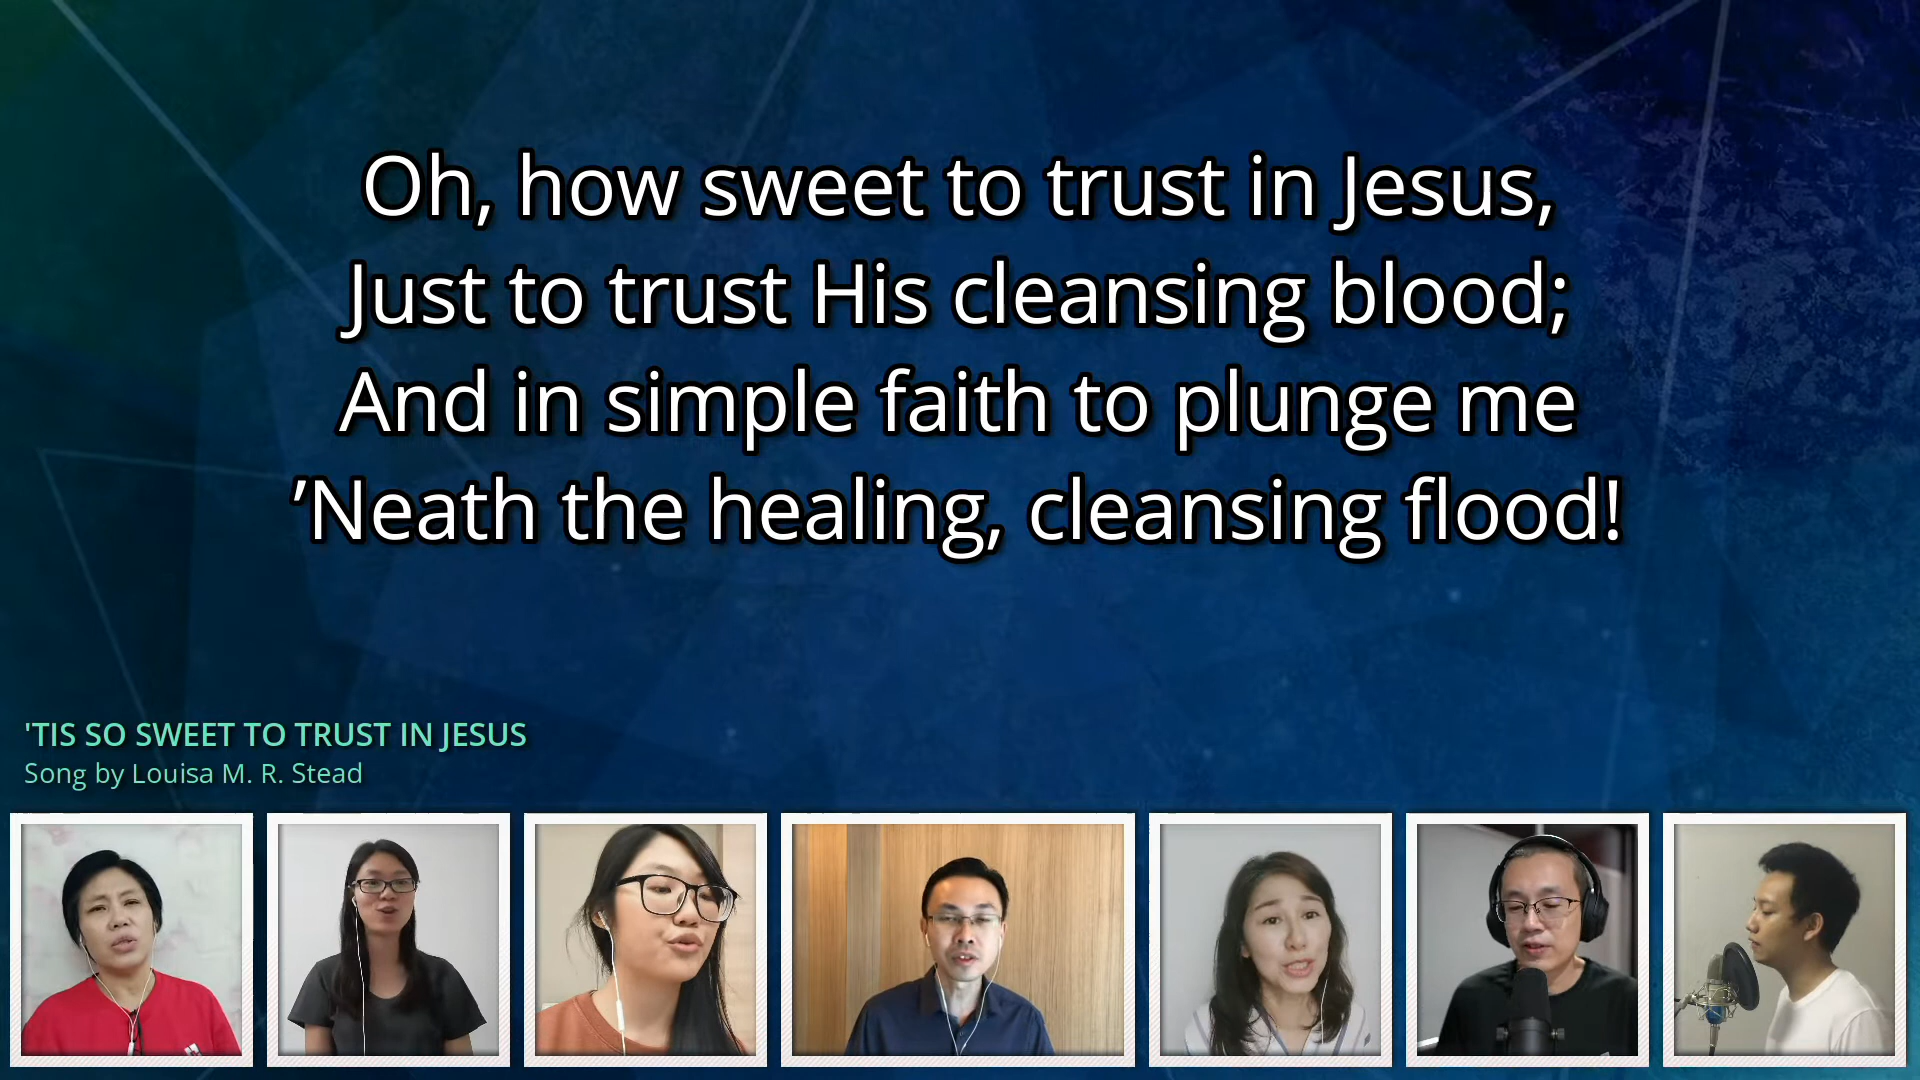 Oh, how sweet to trust in Jesus,
Just to trust His cleansing blood;
And in simple faith to plunge me
’Neath the healing, cleansing flood!
'TIS SO SWEET TO TRUST IN JESUS
Song by Louisa M. R. Stead